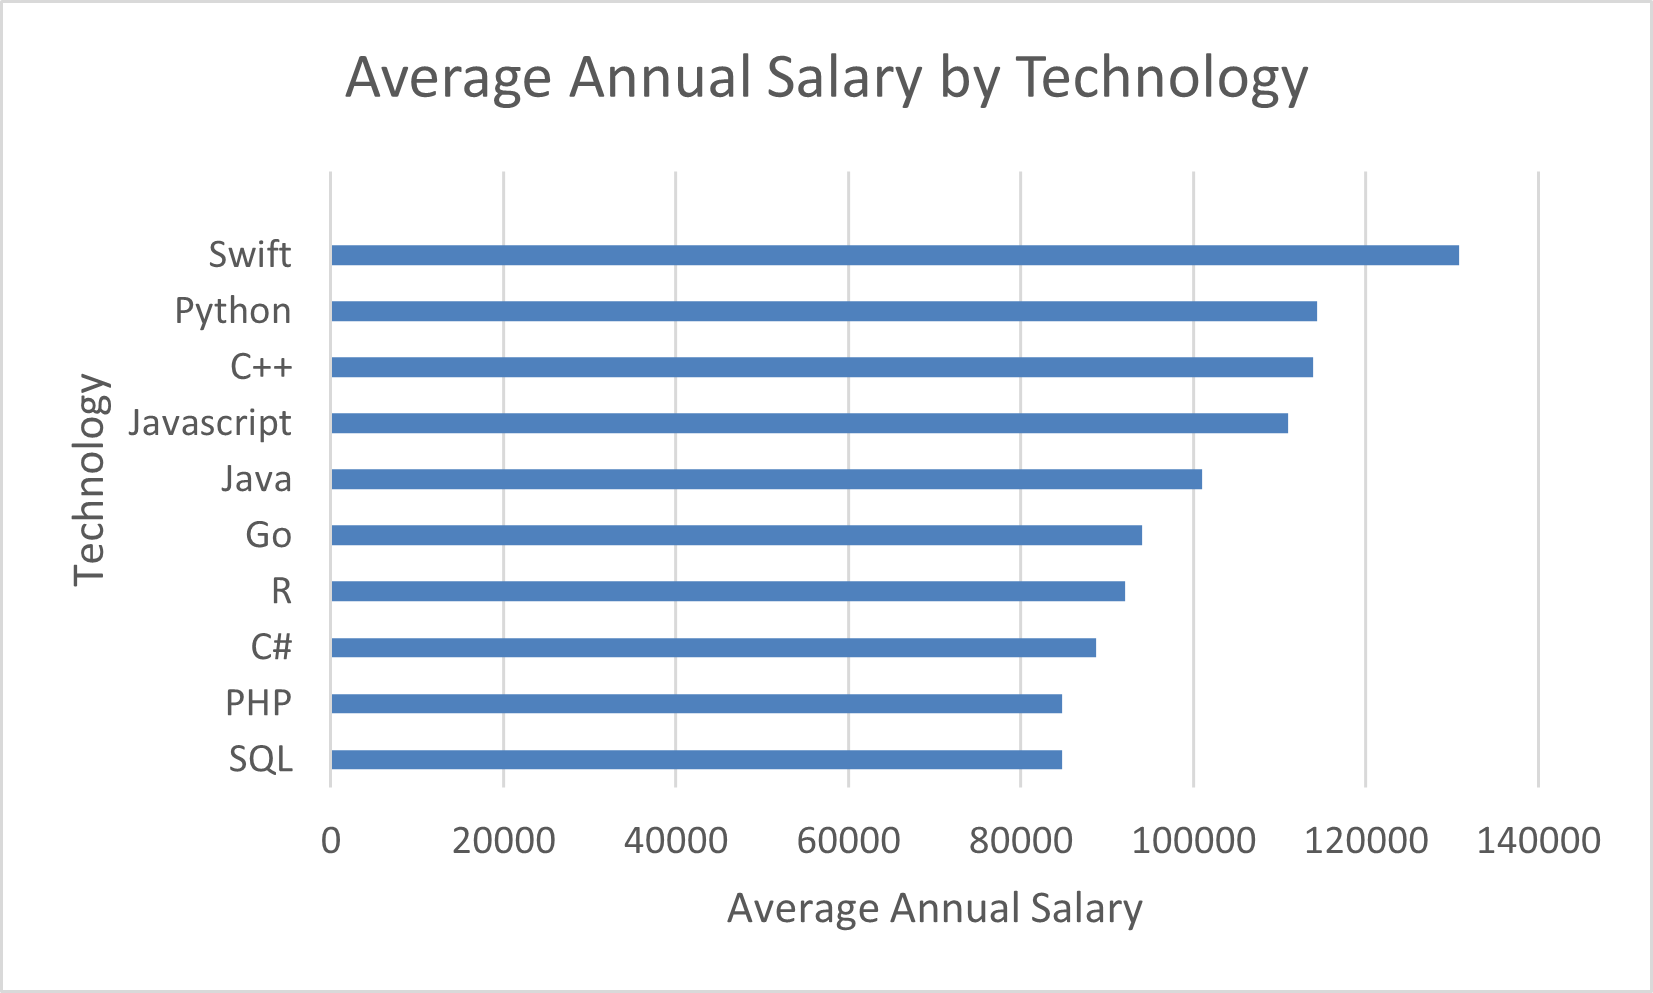 Average Annual Salary by Technology
Technology
Swift
Python
C++
Javascript
Java
Go
R
C#
PHP
SQL
0 20000 40000 60000 80000 100000 120000 140000
Average Annual Salary